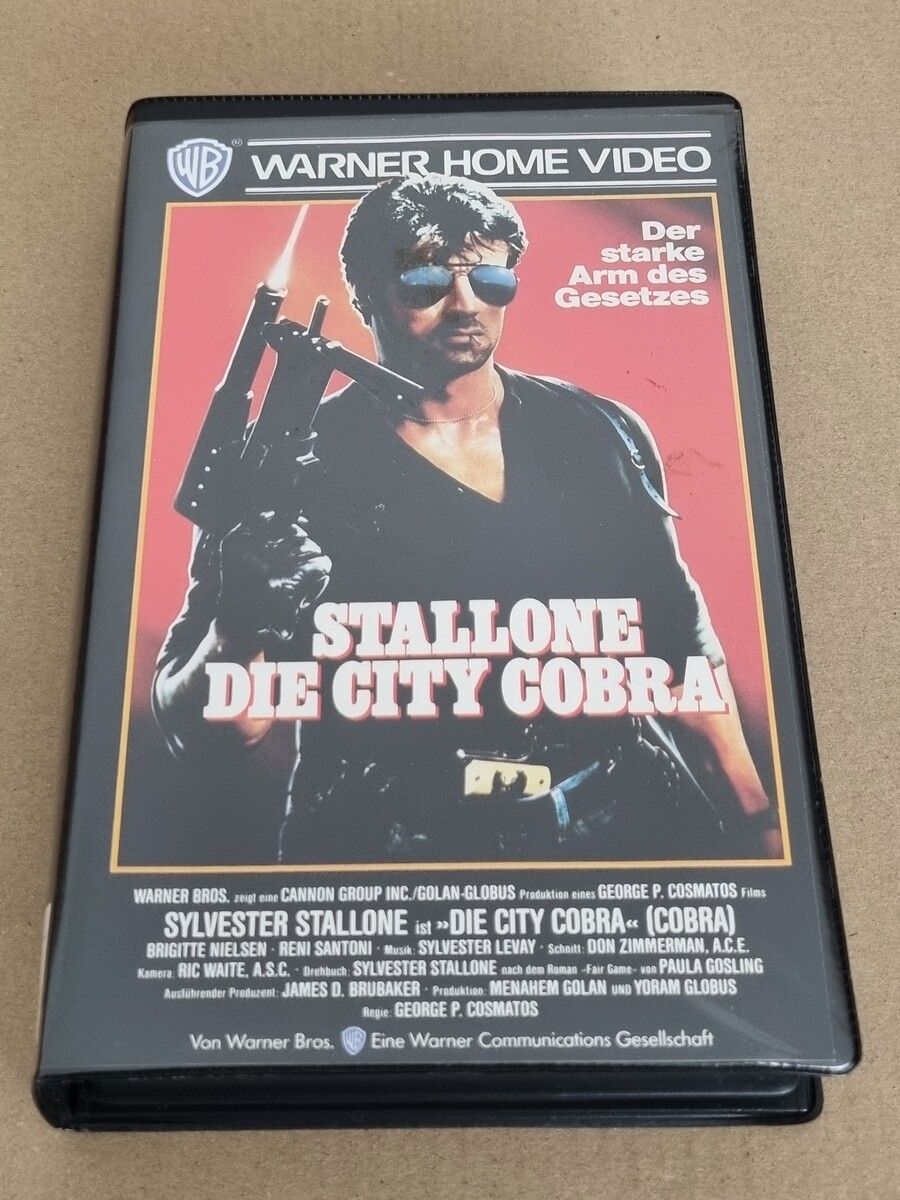 WB
WARNER HOME VIDEO
Der
starke
Arm des
Gesetzes
STALLONE
DIE CITY COBRA
WARNER BROS. zeigt eine CANNON GROUP INC./GOLAN-GLOBUS Produktion eines GEORGE P. COSMATOS Films
SYLVESTER STALLONE ist »DIE CITY COBRA« (COBRA)
BRIGITTE NIELSEN · RENI SANTONI · Musik: SYLVESTER LEVAY · Schnitt: DON ZIMMERMAN, A.C.E.
Kamera: RIC WAITE, A.S.C. · Drehbuch: SYLVESTER STALLONE nach dem Roman »Fair Game« von PAULA GOSLING
Ausführender Produzent: JAMES D. BRUBAKER · Produktion: MENAHEM GOLAN UND YORAM GLOBUS
Regie: GEORGE P. COSMATOS
Von Warner Bros. WB Eine Warner Communications Gesellschaft